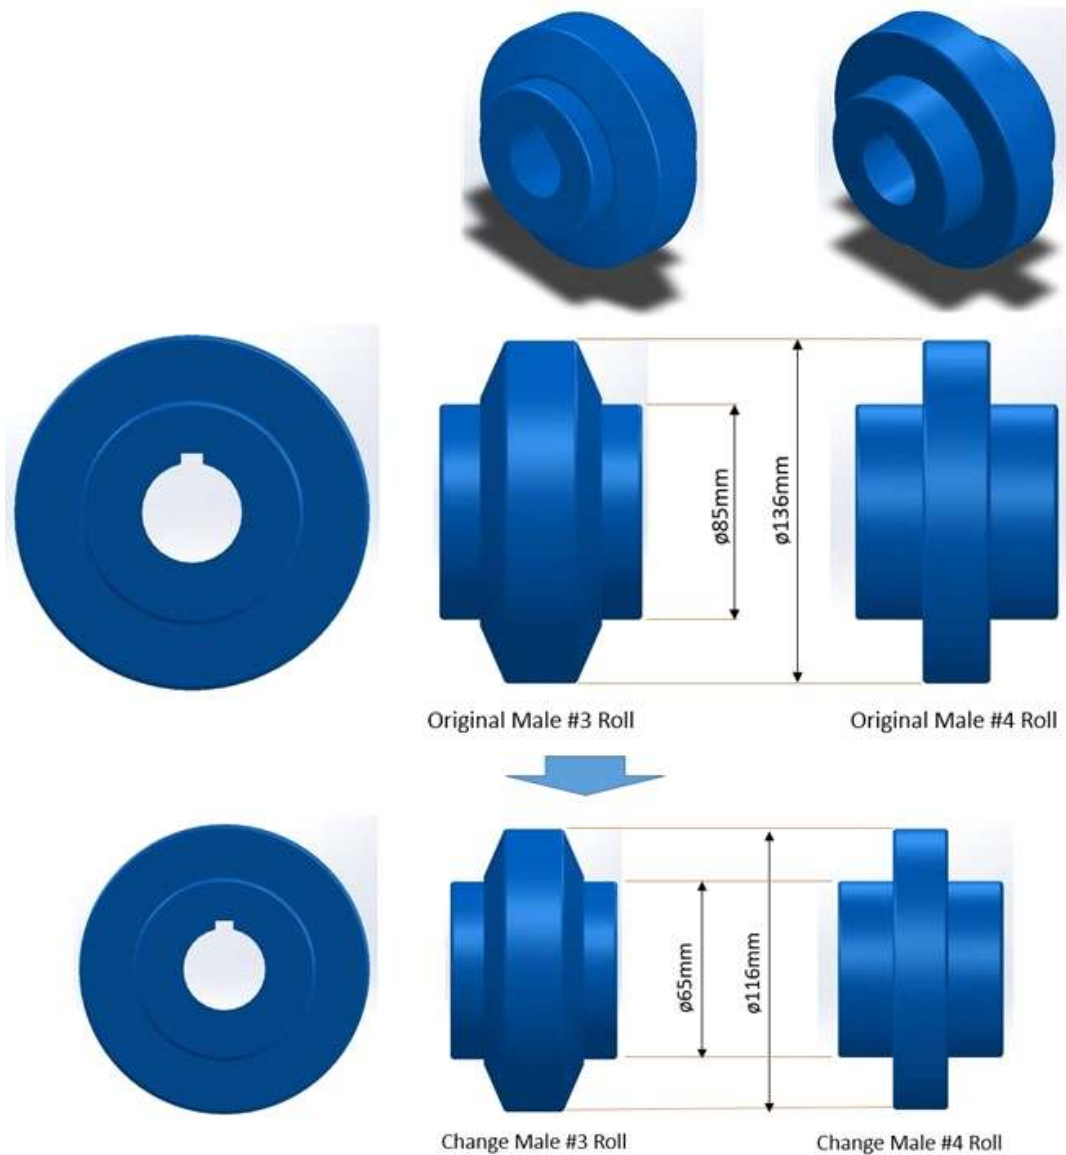 ø85mm
ø136mm
Original Male #3 Roll
Original Male #4 Roll
ø65mm
ø116mm
Change Male #3 Roll
Change Male #4 Roll